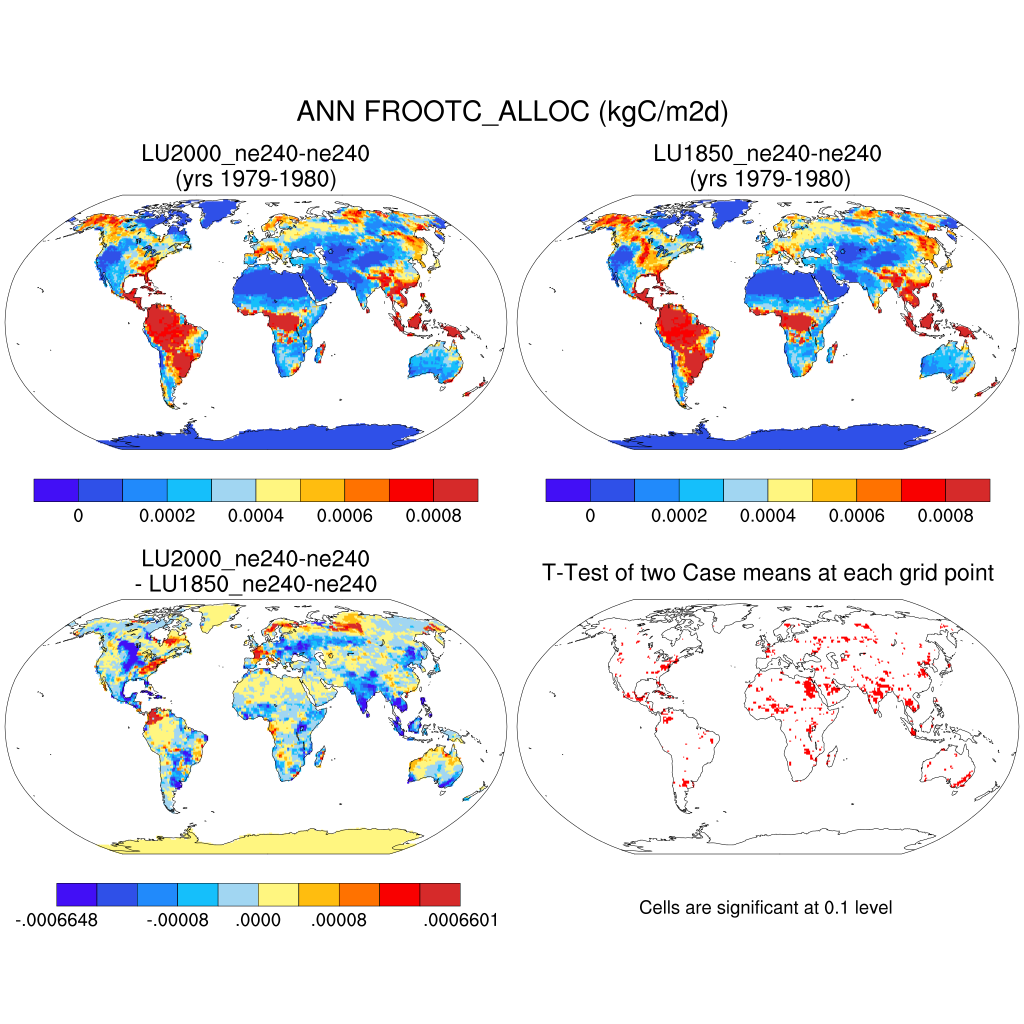 ANN FROOTC_ALLOC (kgC/m2d)
LU2000_ne240-ne240
(yrs 1979-1980)
LU1850_ne240-ne240
(yrs 1979-1980)
0 0.0002 0.0004 0.0006 0.0008
0 0.0002 0.0004 0.0006 0.0008
LU2000_ne240-ne240
- LU1850_ne240-ne240
T-Test of two Case means at each grid point
-.0006648 -.00008 .0000 .00008 .0006601
Cells are significant at 0.1 level